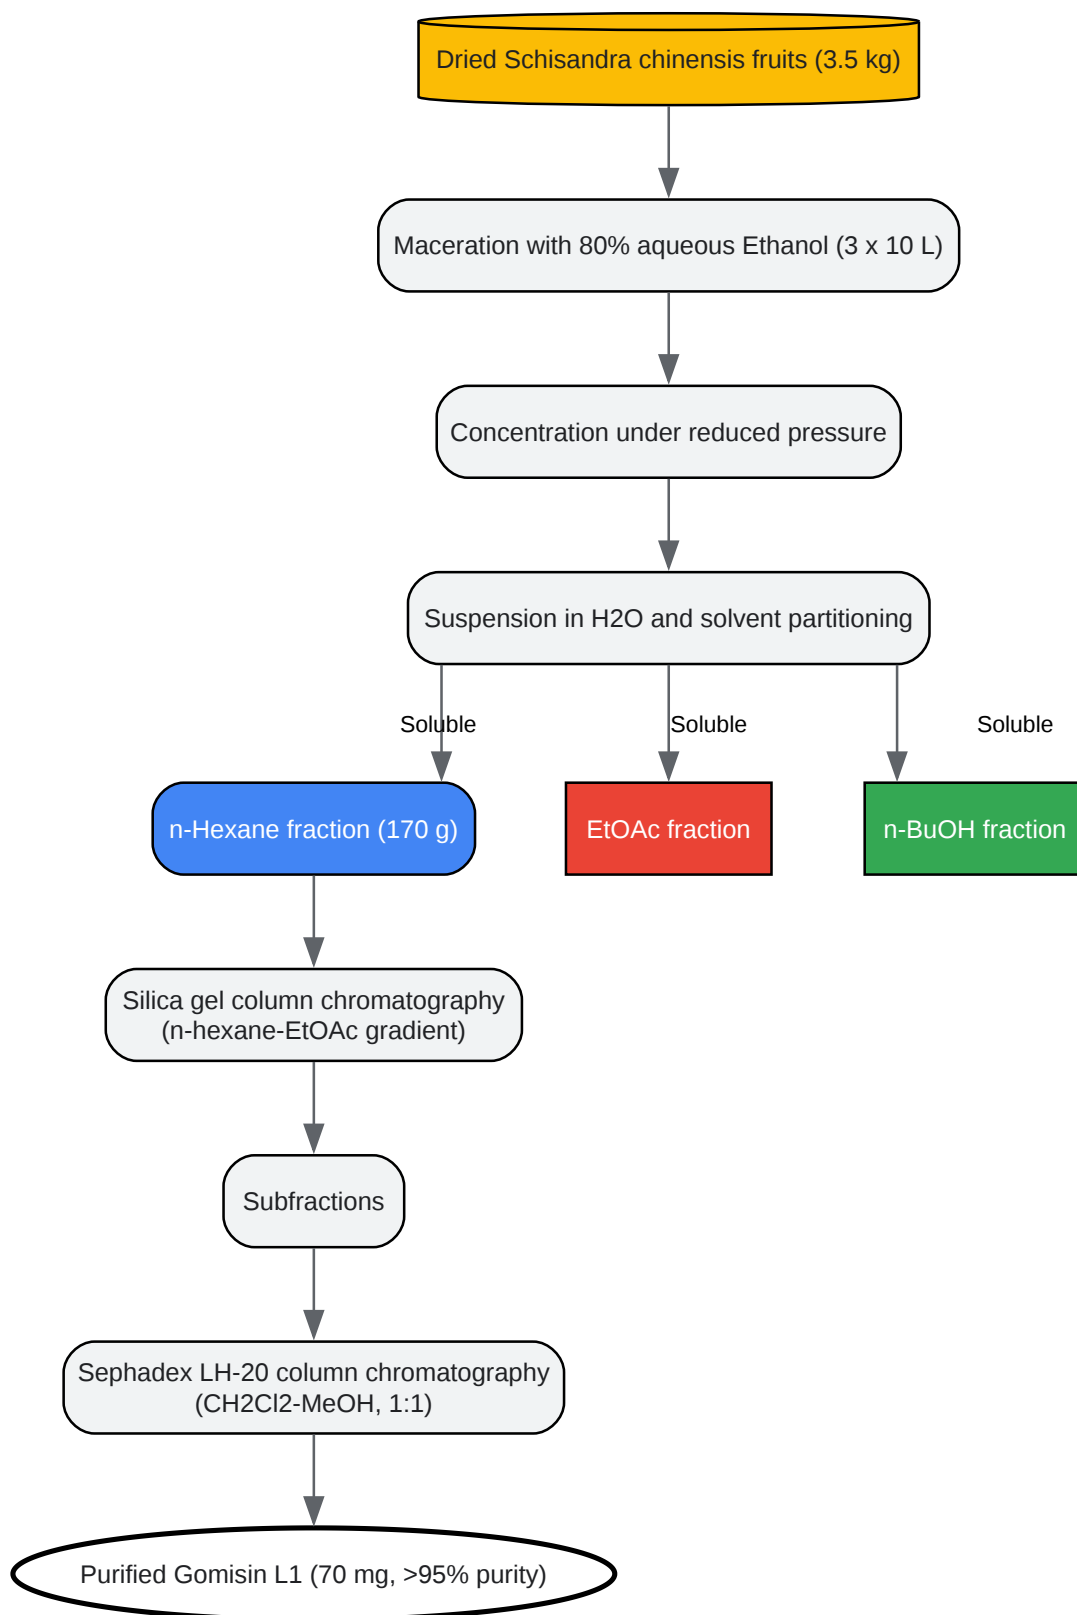 Dried Schisandra chinensis fruits (3.5 kg)
Maceration with 80% aqueous Ethanol (3 x 10 L)
Concentration under reduced pressure
Suspension in H2O and solvent partitioning
Soluble
Soluble
Soluble
n-Hexane fraction (170 g)
EtOAc fraction
n-BuOH fraction
Silica gel column chromatography
(n-hexane-EtOAc gradient)
Subfractions
Sephadex LH-20 column chromatography
(CH2Cl2-MeOH, 1:1)
Purified Gomisin L1 (70 mg, >95% purity)